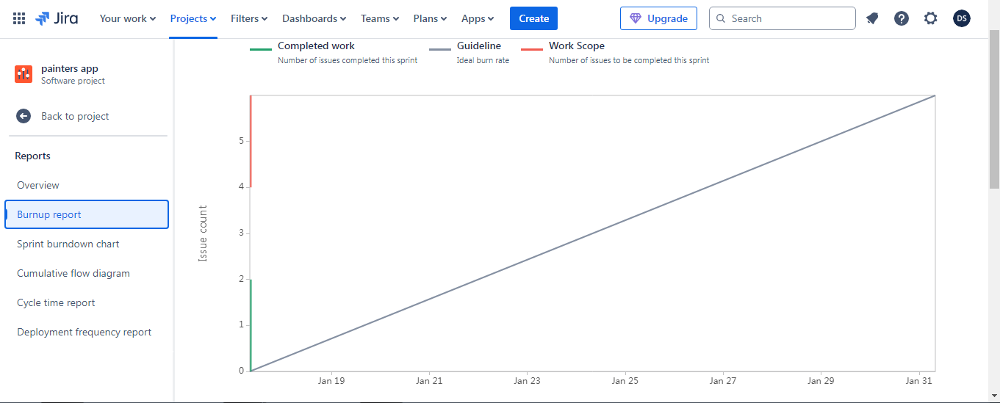 Jira Your work Projects Filters Dashboards Teams Plans Apps Create Upgrade Search DS
painters app
Software project
Back to project
Reports
Overview
Burnup report
Sprint burndown chart
Cumulative flow diagram
Cycle time report
Deployment frequency report
Completed work
Number of issues completed this sprint
Guideline
Ideal burn rate
Work Scope
Number of issues to be completed this sprint
Issue count
5
4
3
2
1
0
Jan 19 Jan 21 Jan 23 Jan 25 Jan 27 Jan 29 Jan 31